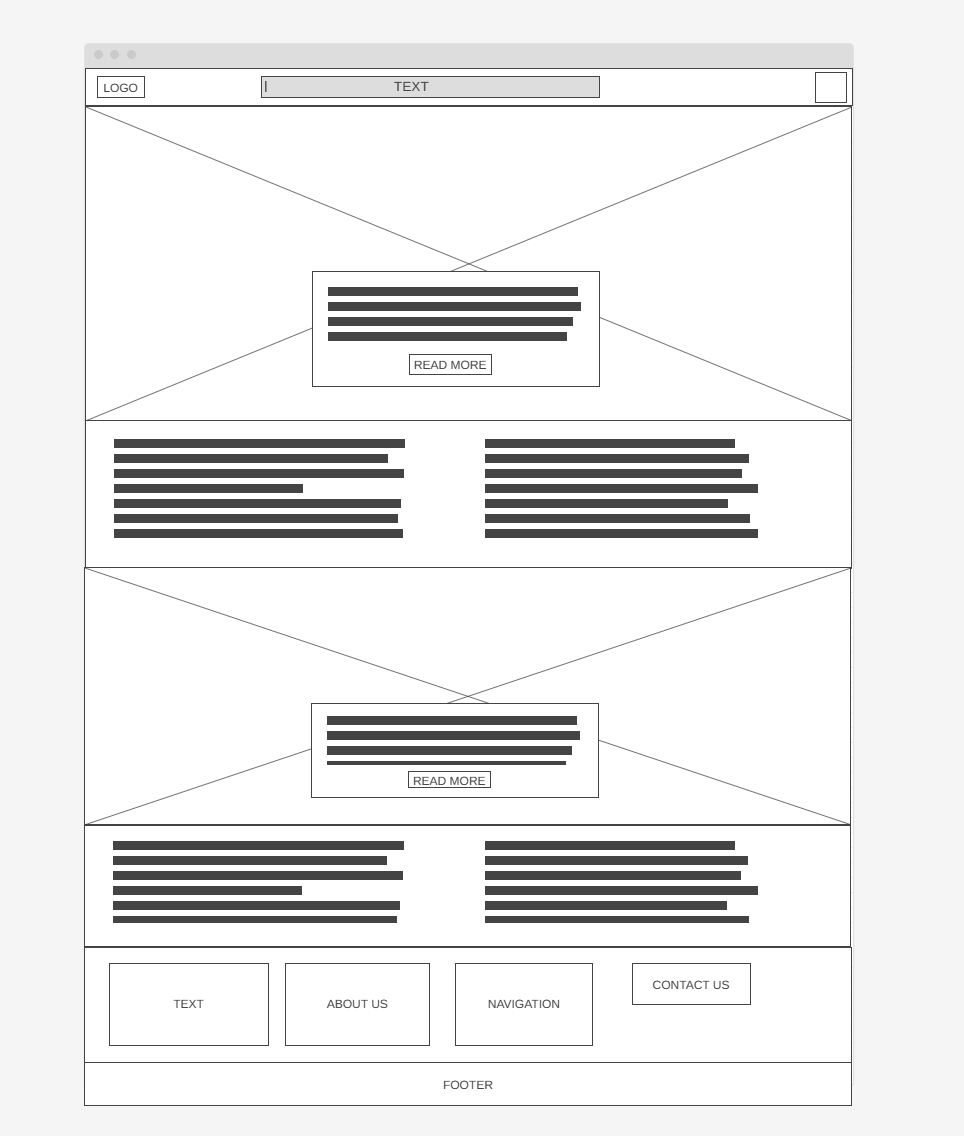 LOGO
TEXT
READ MORE
READ MORE
TEXT
ABOUT US
NAVIGATION
CONTACT US
FOOTER